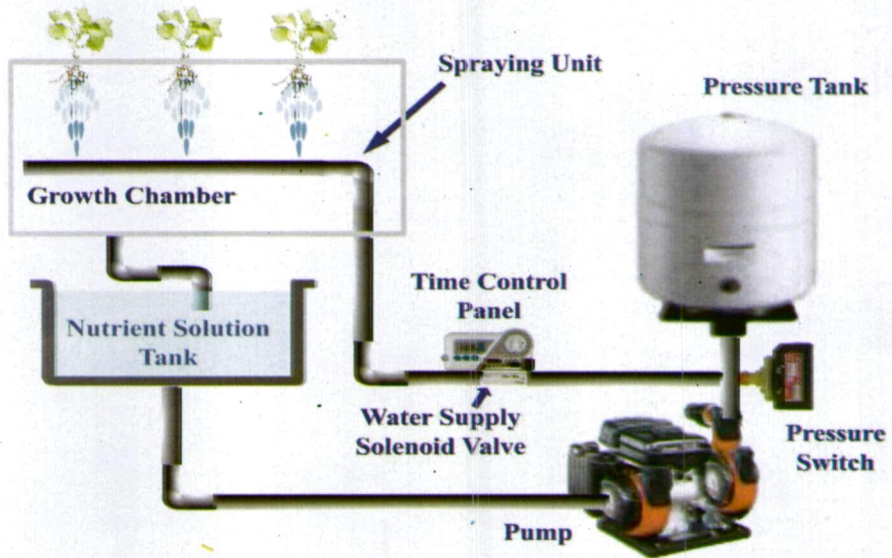 Spraying Unit
Pressure Tank
Growth Chamber
Time Control
Panel
Nutrient Solution
Tank
Water Supply
Solenoid Valve
Pressure
Switch
Pump